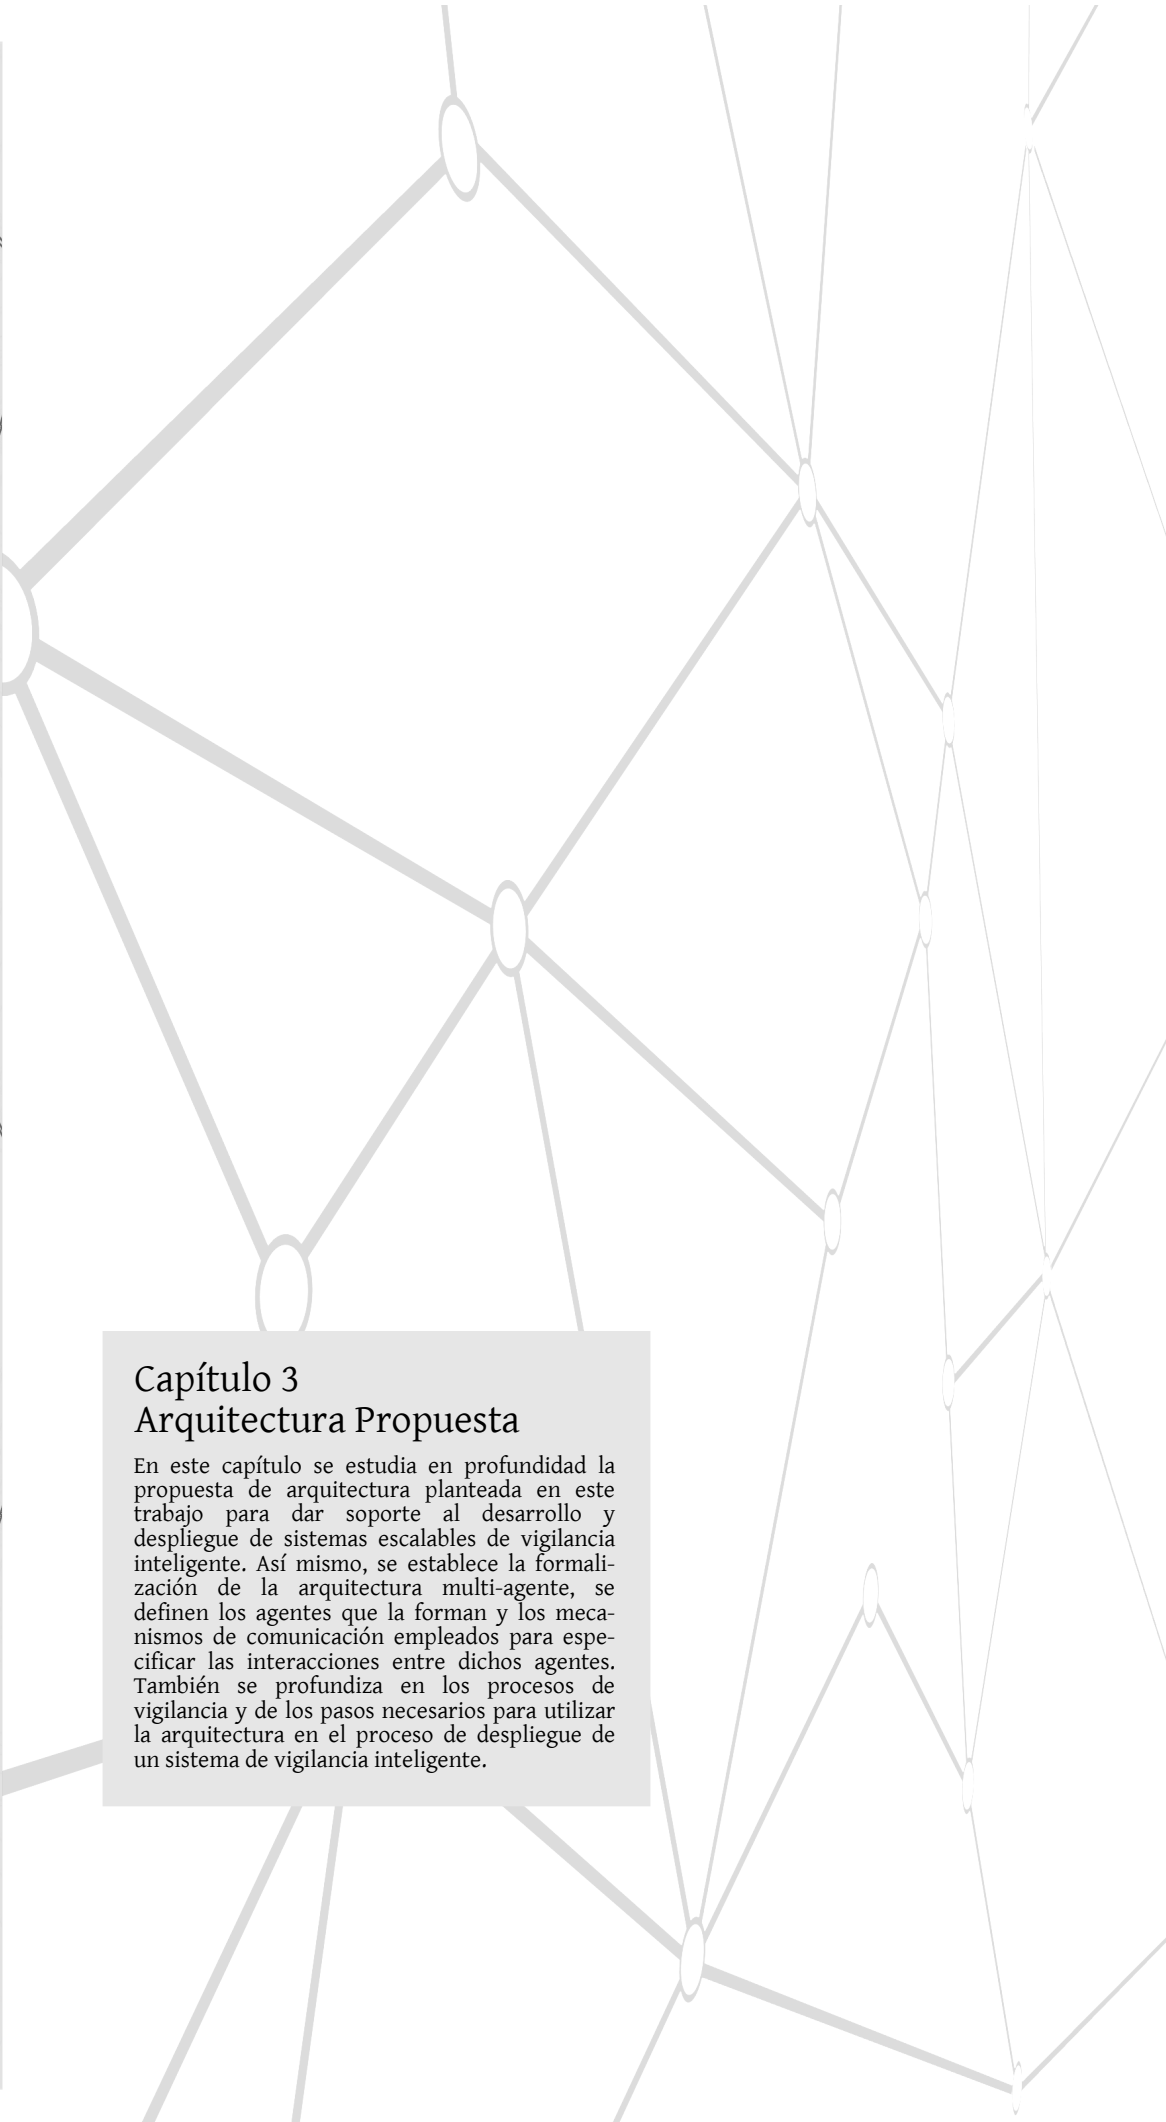 Capítulo 3
Arquitectura Propuesta
En este capítulo se estudia en profundidad la
propuesta de arquitectura planteada en este
trabajo para dar soporte al desarrollo y
despliegue de sistemas escalables de vigilancia
inteligente. Así mismo, se establece la formali-
zación de la arquitectura multi-agente, se
definen los agentes que la forman y los meca-
nismos de comunicación empleados para espe-
cificar las interacciones entre dichos agentes.
También se profundiza en los procesos de
vigilancia y de los pasos necesarios para utilizar
la arquitectura en el proceso de despliegue de
un sistema de vigilancia inteligente.